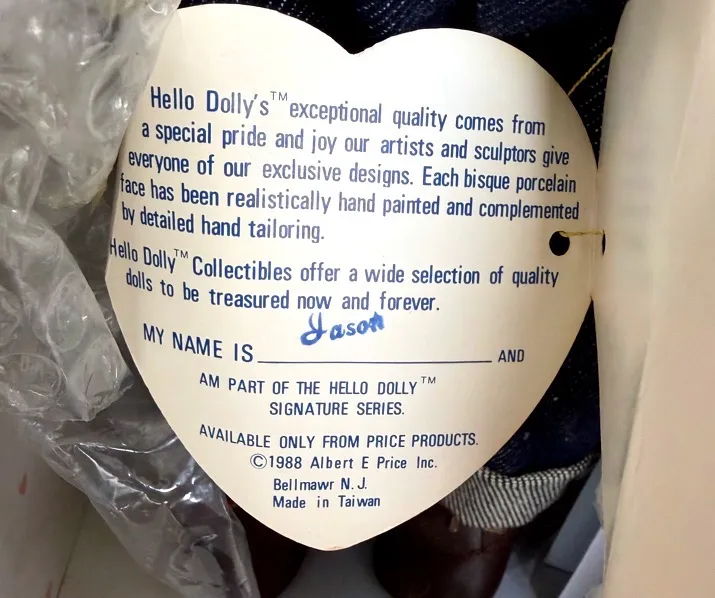 Hello Dolly's™ exceptional quality comes from
a special pride and joy our artists and sculptors give
everyone of our exclusive designs. Each bisque porcelain
face has been realistically hand painted and complemented
by detailed hand tailoring.
Hello Dolly™ Collectibles offer a wide selection of quality
dolls to be treasured now and forever.
Jason
MY NAME IS ____________________ AND
AM PART OF THE HELLO DOLLY™
SIGNATURE SERIES.
AVAILABLE ONLY FROM PRICE PRODUCTS.
©1988 Albert E Price Inc.
Bellmawr N. J.
Made in Taiwan